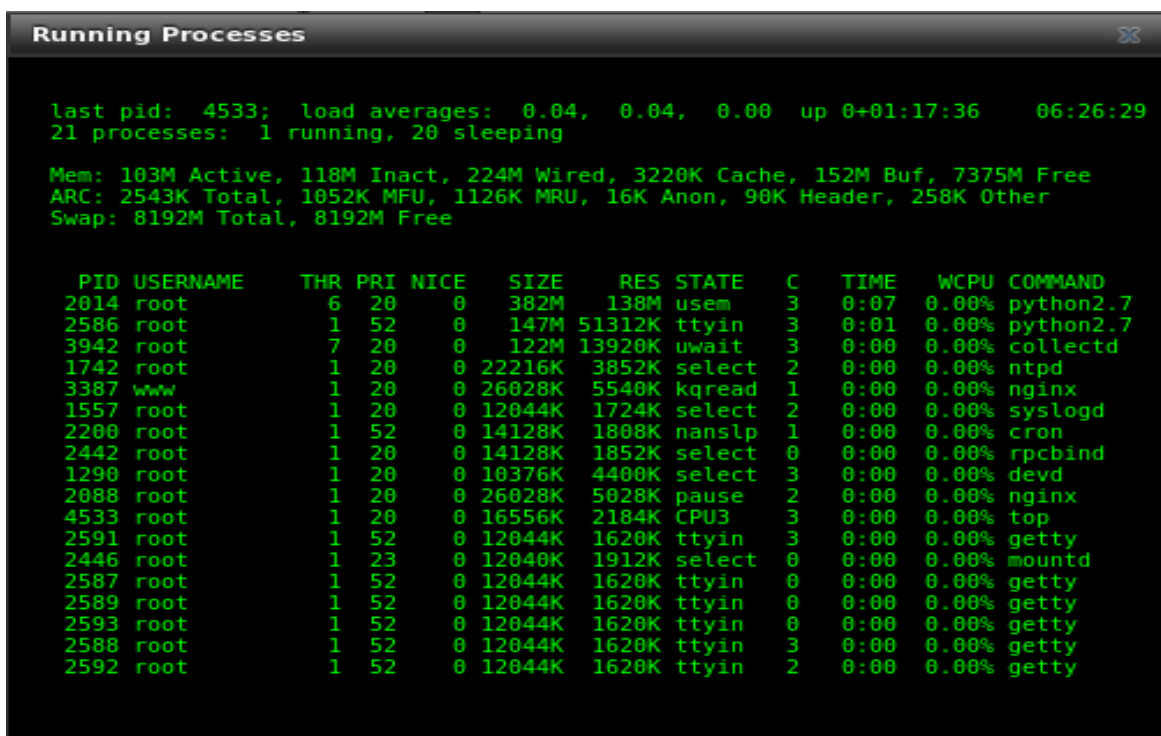 Running Processes
last pid:  4533;  load averages:  0.04,  0.04,  0.00  up 0+01:17:36    06:26:29
21 processes:  1 running, 20 sleeping
Mem: 103M Active, 118M Inact, 224M Wired, 3220K Cache, 152M Buf, 7375M Free
ARC: 2543K Total, 1052K MFU, 1126K MRU, 16K Anon, 90K Header, 258K Other
Swap: 8192M Total, 8192M Free
PID USERNAME    THR PRI NICE   SIZE    RES STATE   C   TIME    WCPU COMMAND
2014 root          6  20    0   382M   138M usem    3   0:07   0.00% python2.7
2586 root          1  52    0   147M 51312K ttyin   3   0:01   0.00% python2.7
3942 root          7  20    0   122M 13920K uwait   3   0:00   0.00% collectd
1742 root          1  20    0 22216K  3852K select  2   0:00   0.00% ntpd
3387 www           1  20    0 26028K  5540K kqread  1   0:00   0.00% nginx
1557 root          1  20    0 12044K  1724K select  2   0:00   0.00% syslogd
2200 root          1  52    0 14128K  1808K nanslp  1   0:00   0.00% cron
2442 root          1  20    0 14128K  1852K select  0   0:00   0.00% rpcbind
1290 root          1  20    0 10376K  4400K select  3   0:00   0.00% devd
2088 root          1  20    0 26028K  5028K pause   2   0:00   0.00% nginx
4533 root          1  20    0 16556K  2184K CPU3    3   0:00   0.00% top
2591 root          1  52    0 12044K  1620K ttyin   3   0:00   0.00% getty
2446 root          1  23    0 12040K  1912K select  0   0:00   0.00% mountd
2587 root          1  52    0 12044K  1620K ttyin   0   0:00   0.00% getty
2589 root          1  52    0 12044K  1620K ttyin   0   0:00   0.00% getty
2593 root          1  52    0 12044K  1620K ttyin   0   0:00   0.00% getty
2588 root          1  52    0 12044K  1620K ttyin   3   0:00   0.00% getty
2592 root          1  52    0 12044K  1620K ttyin   2   0:00   0.00% getty